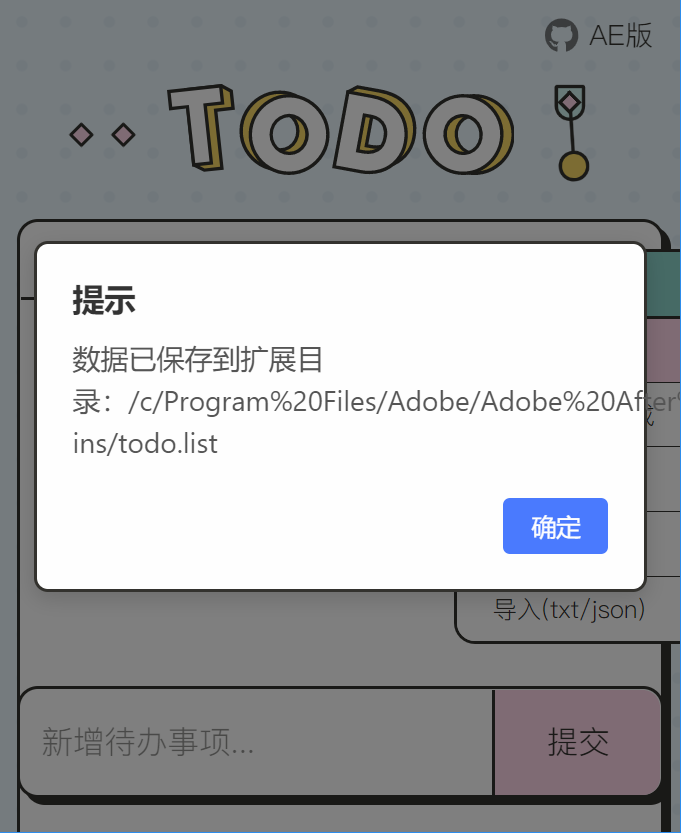 AE版
TODO
提示
数据已保存到扩展目
录：/c/Program%20Files/Adobe/Adobe%20After%
ins/todo.list
确定
导入(txt/json)
新增待办事项...
提交